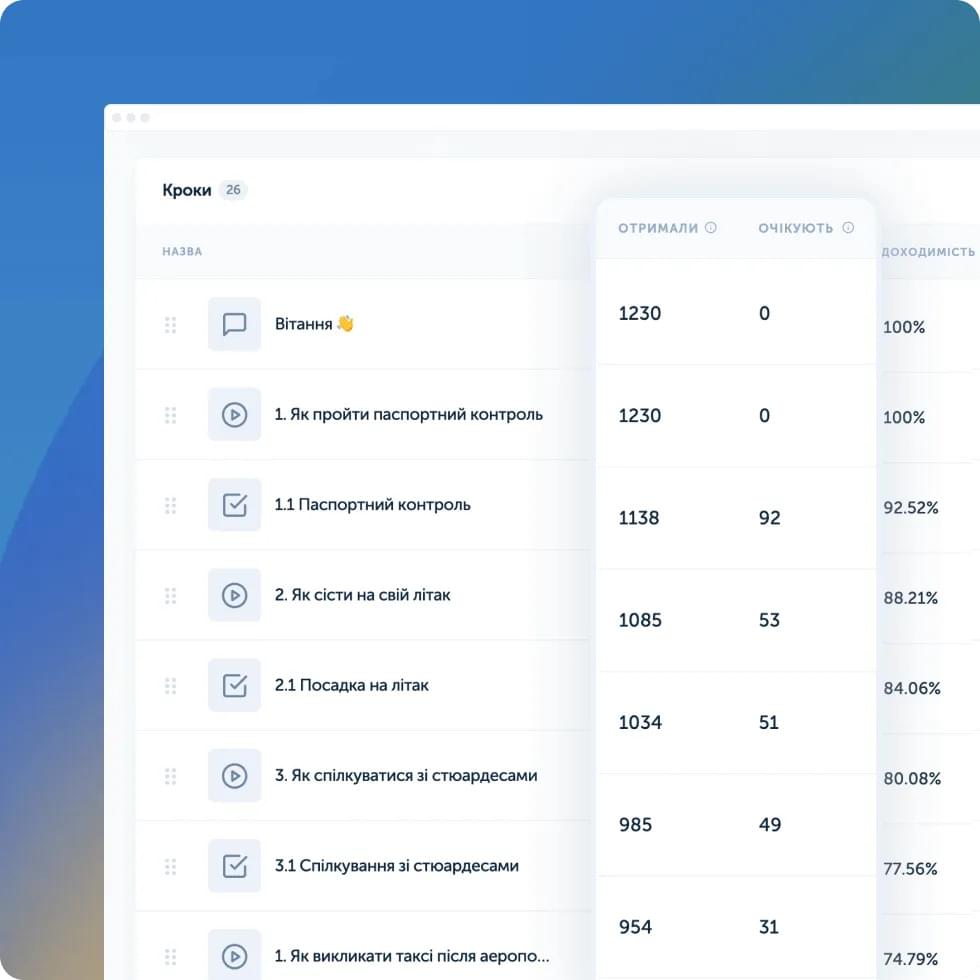 Кроки 26
НАЗВА ОТРИМАЛИ ОЧІКУЮТЬ ДОХОДИМІСТЬ
Вітання 👋 1230 0 100%
1. Як пройти паспортний контроль 1230 0 100%
1.1 Паспортний контроль 1138 92 92.52%
2. Як сісти на свій літак 1085 53 88.21%
2.1 Посадка на літак 1034 51 84.06%
3. Як спілкуватися зі стюардесами 985 49 80.08%
3.1 Спілкування зі стюардесами 954 31 77.56%
1. Як викликати таксі після аеропо... 74.79%